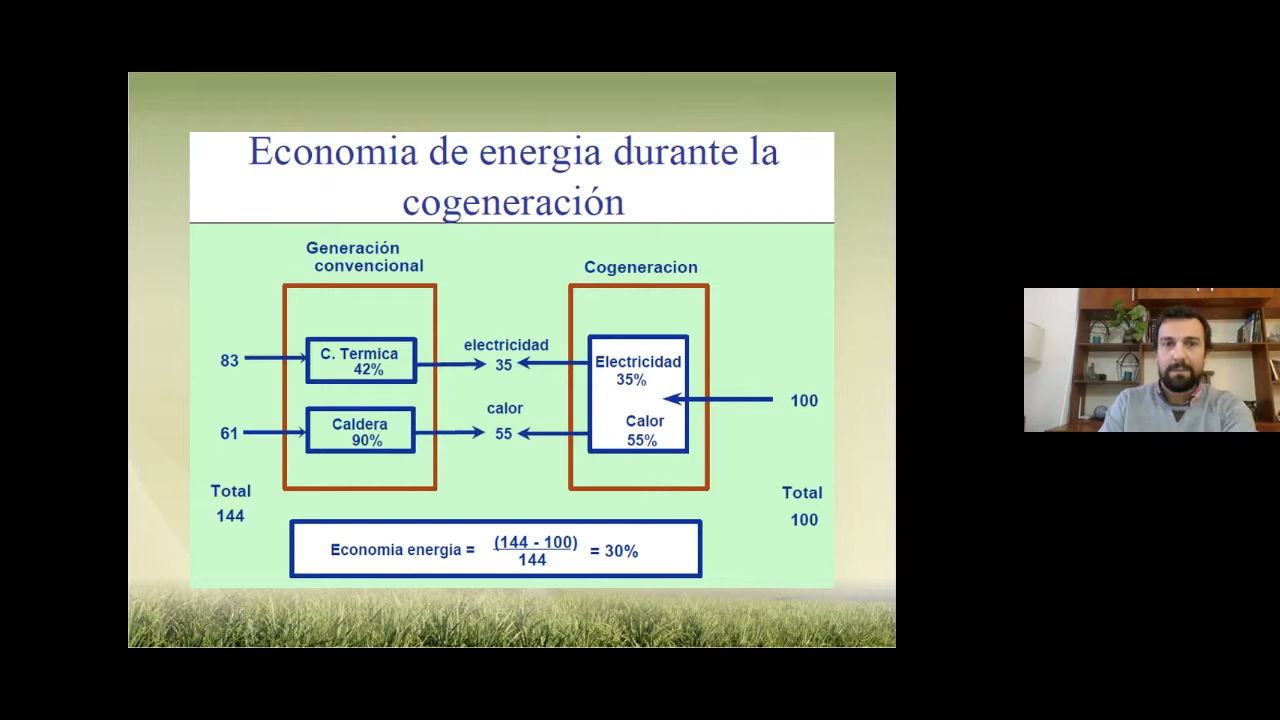 Economia de energia durante la
cogeneración
Generación
convencional
Cogeneracion
83
C. Termica
42%
electricidad
35
Electricidad
35%
61
Caldera
90%
calor
55
Calor
55%
100
Total
144
Total
100
Economia energia = (144 - 100) = 30%
144